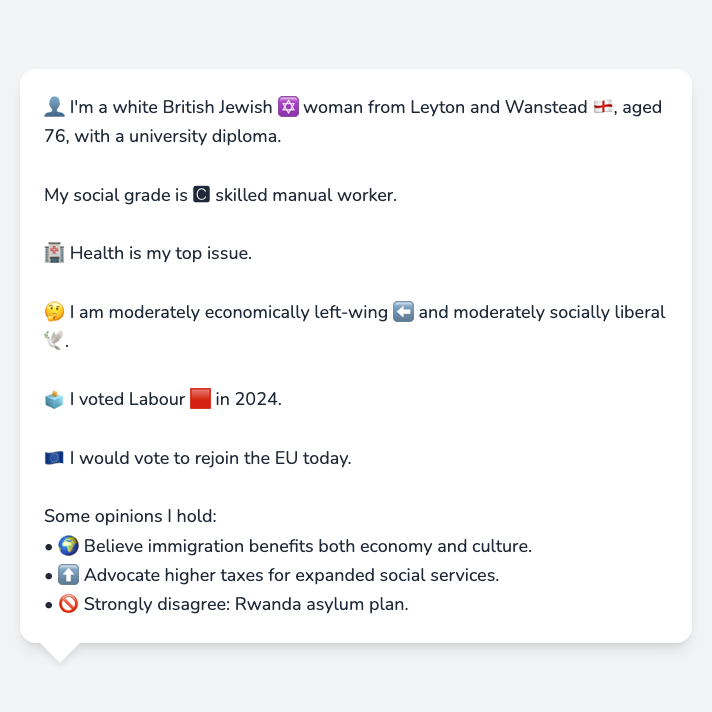 👤 I'm a white British Jewish ✡️ woman from Leyton and Wanstead 🏴󠁧󠁢󠁥󠁮󠁧󠁿, aged
76, with a university diploma.
My social grade is 🅲 skilled manual worker.
🏥 Health is my top issue.
🤔 I am moderately economically left-wing ⬅️ and moderately socially liberal
🕊️.
🗳️ I voted Labour 🟥 in 2024.
🇪🇺 I would vote to rejoin the EU today.
Some opinions I hold:
• 🌍 Believe immigration benefits both economy and culture.
• ⬆️ Advocate higher taxes for expanded social services.
• 🚫 Strongly disagree: Rwanda asylum plan.